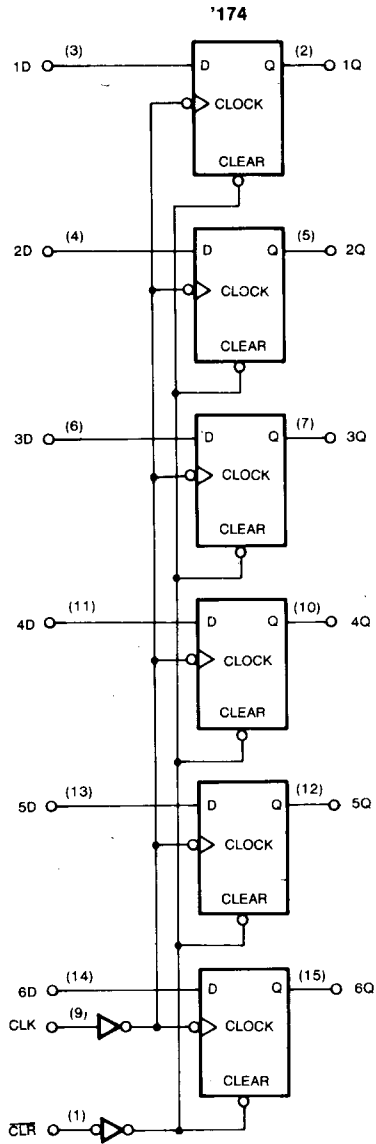 '174
1D (3) D Q (2) 1Q
CLOCK
CLEAR
2D (4) D Q (5) 2Q
CLOCK
CLEAR
3D (6) D Q (7) 3Q
CLOCK
CLEAR
4D (11) D Q (10) 4Q
CLOCK
CLEAR
5D (13) D Q (12) 5Q
CLOCK
CLEAR
6D (14) D Q (15) 6Q
CLK (9) CLOCK
CLEAR
CLR (1)